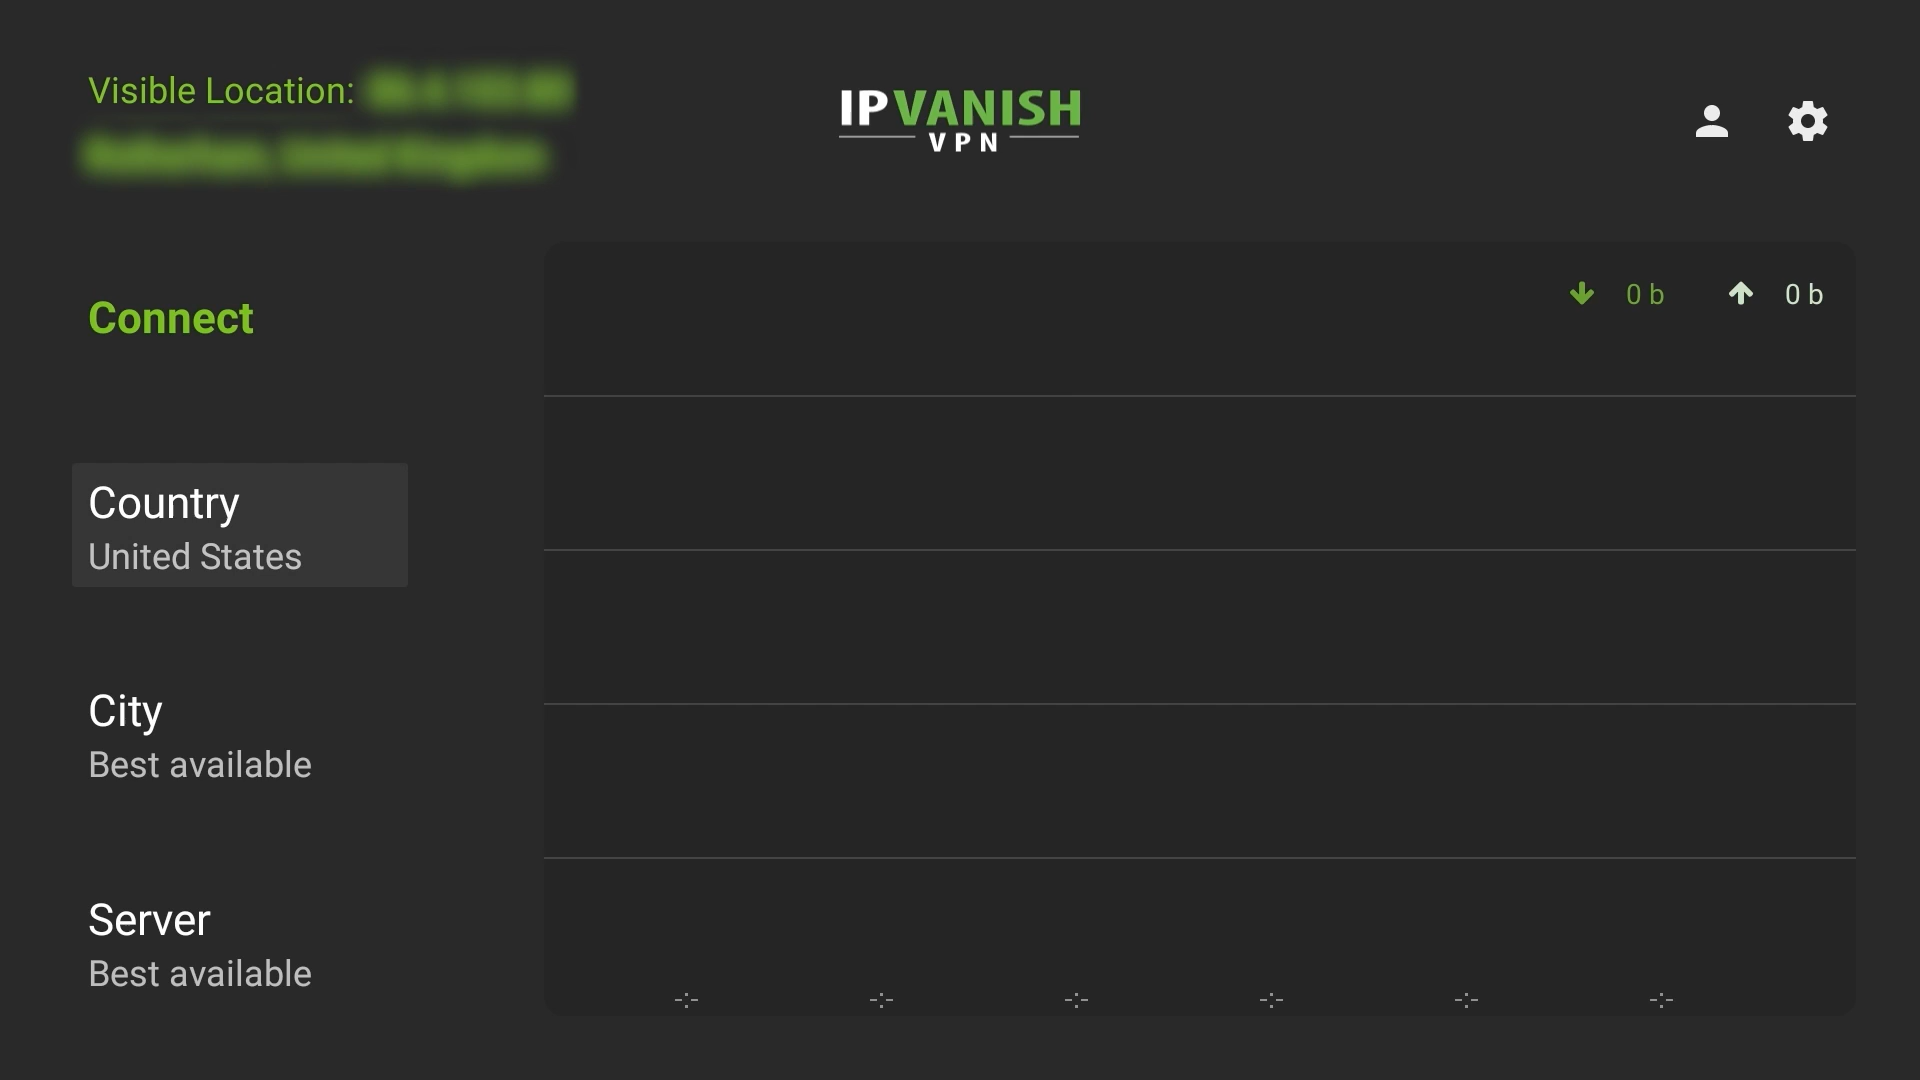 Visible Location:
IPVANISH
VPN
Connect
0 b
0 b
Country
United States
City
Best available
Server
Best available
-:-
-:-
-:-
-:-
-:-
-:-